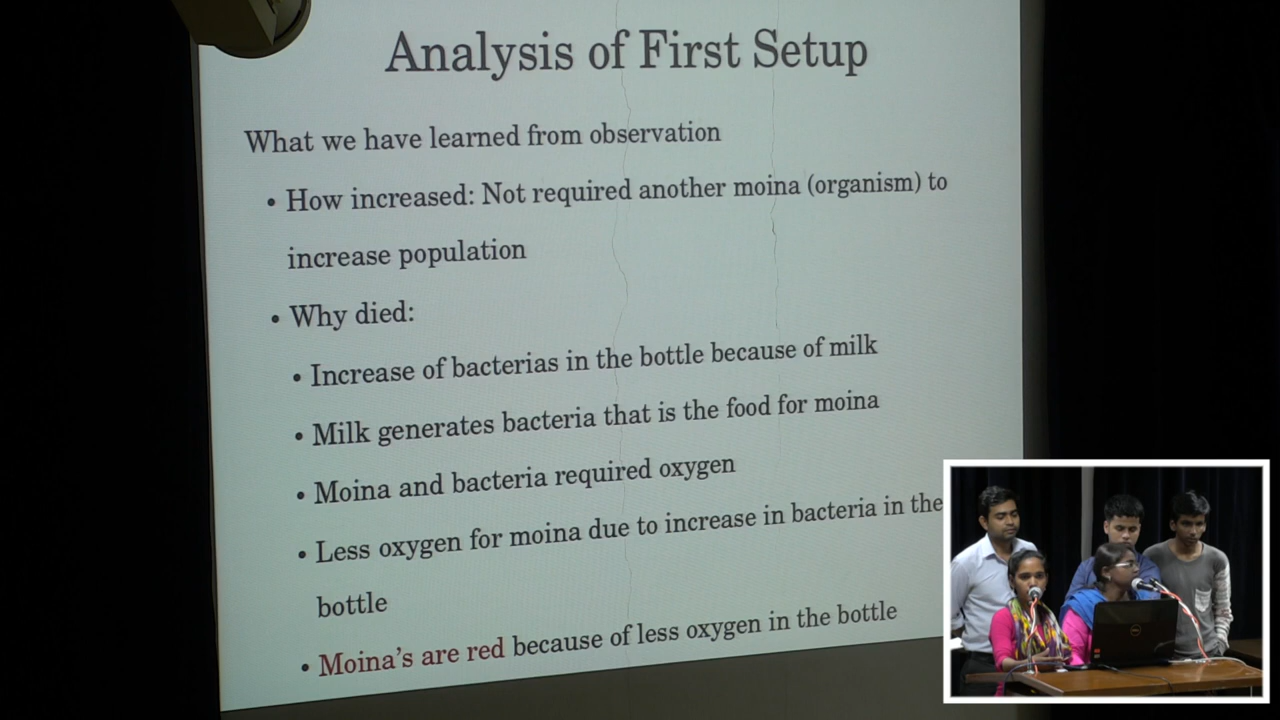 Analysis of First Setup
What we have learned from observation
• How increased: Not required another moina (organism) to
increase population
• Why died:
• Increase of bacterias in the bottle because of milk
• Milk generates bacteria that is the food for moina
• Moina and bacteria required oxygen
• Less oxygen for moina due to increase in bacteria in the
bottle
• Moina's are red because of less oxygen in the bottle